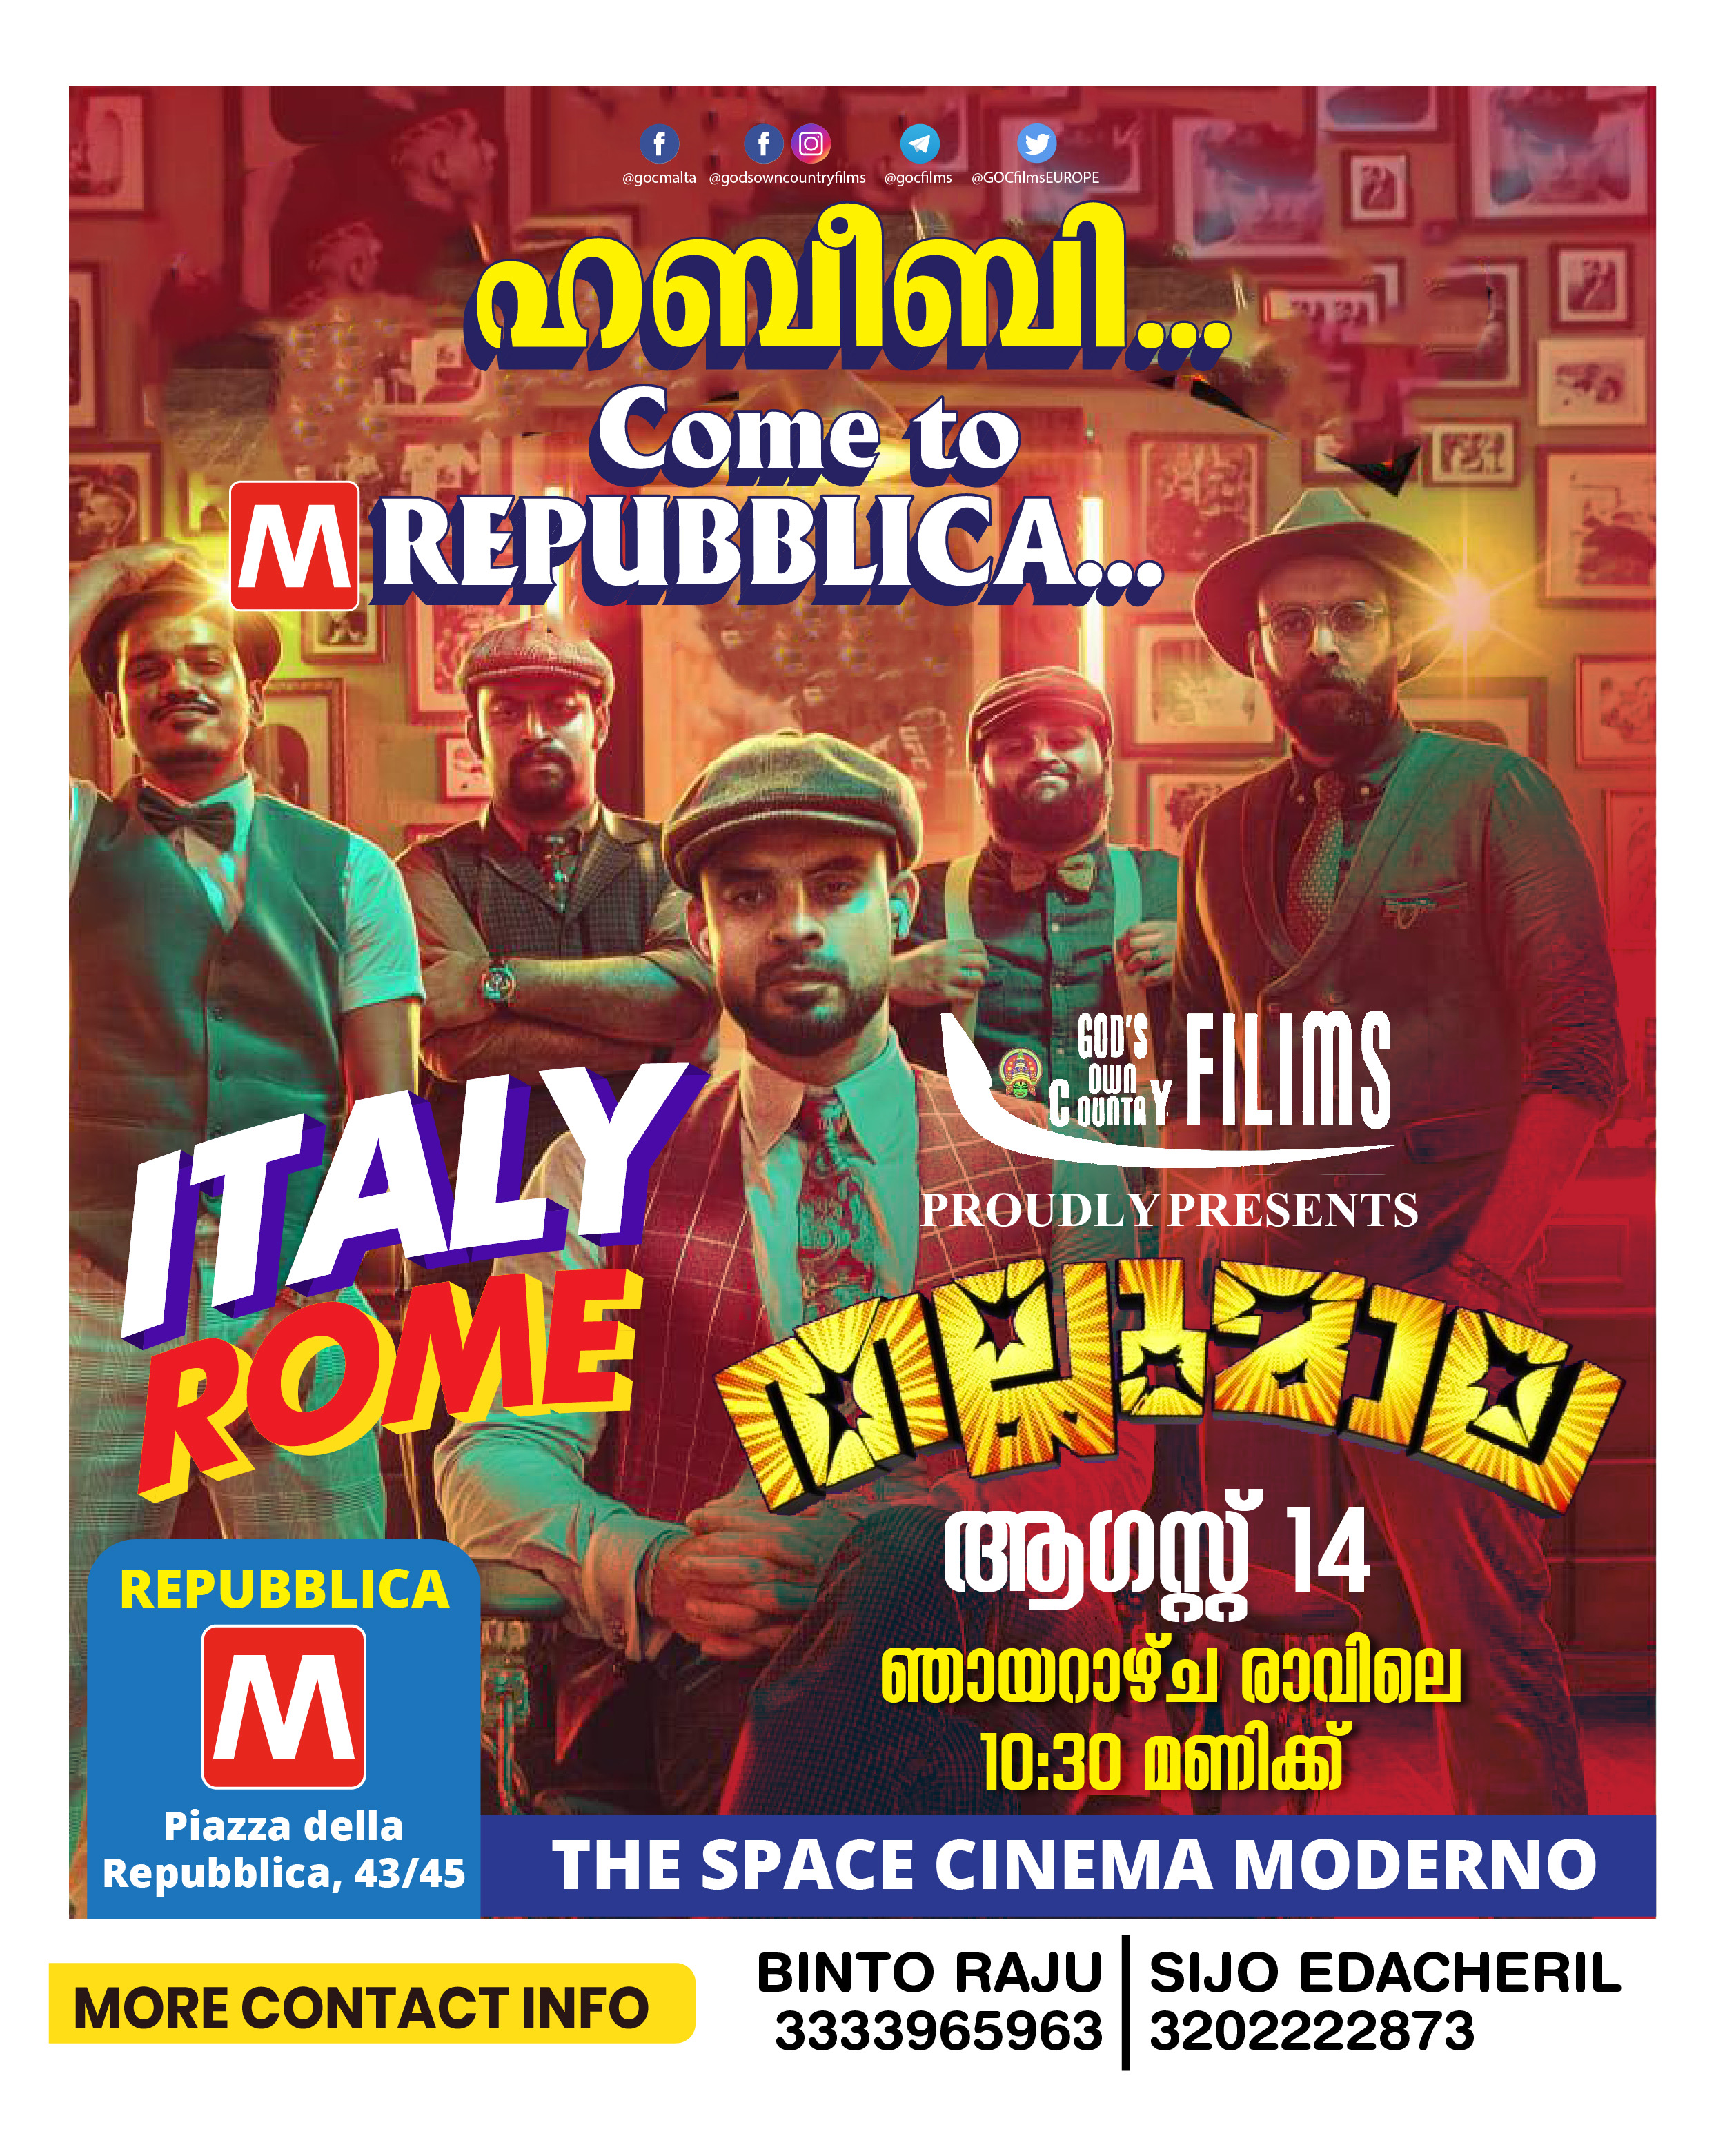 @gocmalta @godsowncountryfilms @gocfilms @GOCfilmsEUROPE
ഹബീബി...
Come to
M REPUBBLICA...
GOD'S
OWN
COUNTRY
FILIMS
PROUDLY PRESENTS
ITALY
ROME
തല്ലുമാല
ആഗസ്റ്റ് 14
ഞായറാഴ്ച രാവിലെ
10:30 മണിക്ക്
REPUBBLICA
M
Piazza della
Repubblica, 43/45
THE SPACE CINEMA MODERNO
MORE CONTACT INFO
BINTO RAJU
3333965963
SIJO EDACHERIL
3202222873